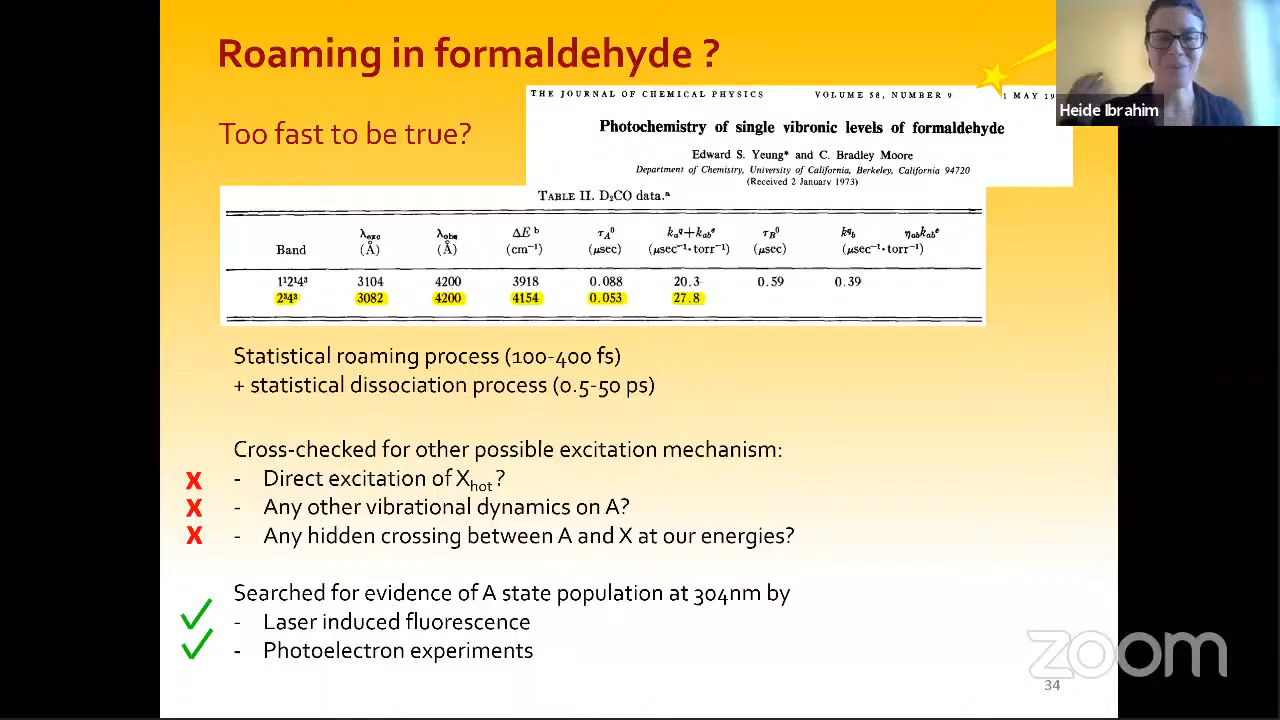 Roaming in formaldehyde ?
Too fast to be true?
THE JOURNAL OF CHEMICAL PHYSICS VOLUME 58, NUMBER 9 1 MAY 19
Photochemistry of single vibronic levels of formaldehyde
Edward S. Yeung* and C. Bradley Moore
Department of Chemistry, University of California, Berkeley, California 94720
(Received 2 January 1973)
Heide Ibrahim
TABLE II. D₂CO data.ᵃ
λexc λobs ΔE ᵇ τA⁰ kₐ^q+kₐb^e τB⁰ k^q_b ηabkab^e
Band (Å) (Å) (cm⁻¹) (μsec) (μsec⁻¹·torr⁻¹) (μsec) (μsec⁻¹·torr⁻¹)
1¹2¹4³ 3104 4200 3918 0.088 20.3 0.59 0.39
2³4³ 3082 4200 4154 0.053 27.8
Statistical roaming process (100-400 fs)
+ statistical dissociation process (0.5-50 ps)
Cross-checked for other possible excitation mechanism:
X - Direct excitation of Xhot?
X - Any other vibrational dynamics on A?
X - Any hidden crossing between A and X at our energies?
Searched for evidence of A state population at 304nm by
✓ - Laser induced fluorescence
✓ - Photoelectron experiments
zoom
34